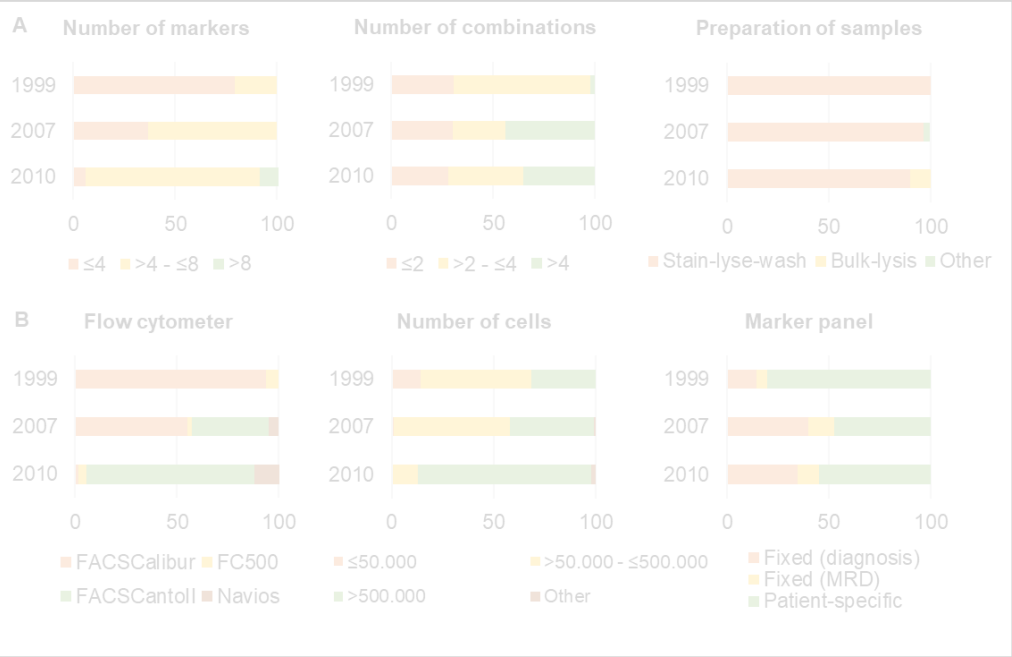 A Number of markers Number of combinations Preparation of samples
1999 1999 1999
2007 2007 2007
2010 2010 2010
0 50 100 0 50 100 0 50 100
≤4 >4 - ≤8 >8 ≤2 >2 - ≤4 >4 Stain-lyse-wash Bulk-lysis Other
B Flow cytometer Number of cells Marker panel
1999 1999 1999
2007 2007 2007
2010 2010 2010
0 50 100 0 50 100 0 50 100
FACSCalibur FC500 ≤50.000 >50.000 - ≤500.000 Fixed (diagnosis)
Fixed (MRD)
FACSCantoII Navios >500.000 Other Patient-specific